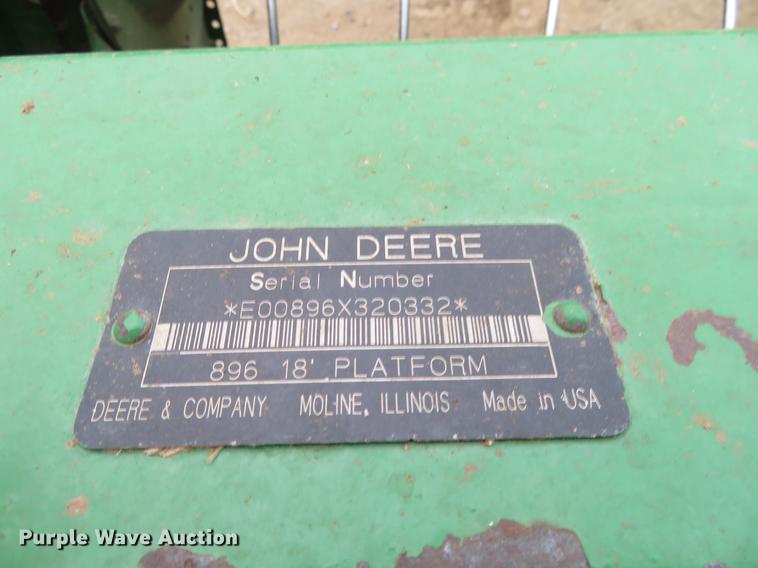 JOHN DEERE
Serial Number
*E00896X320332*
896 18' PLATFORM
DEERE & COMPANY MOLINE, ILLINOIS Made in USA
Purple Wave Auction